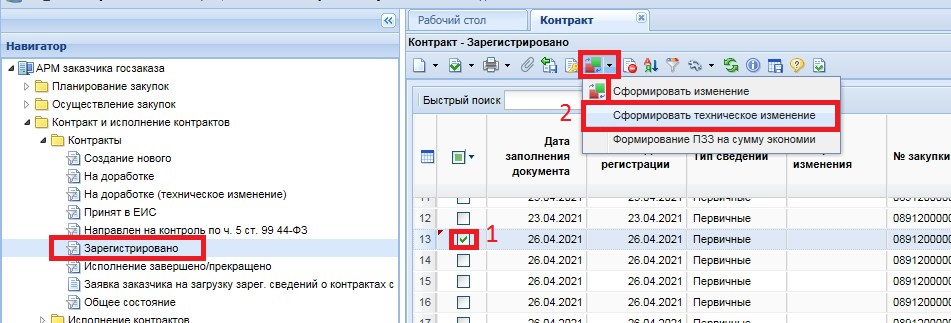 Рабочий стол
Контракт
Навигатор
АРМ заказчика госзаказа
Планирование закупок
Осуществление закупок
Контракт и исполнение контрактов
Контракты
Создание нового
На доработке
На доработке (техническое изменение)
Принят в ЕИС
Направлен на контроль по ч. 5 ст. 99 44-ФЗ
Зарегистрировано
Исполнение завершено/прекращено
Заявка заказчика на загрузку зарег. сведений о контрактах с
Общее состояние
Исполнение контрактов
Контракт - Зарегистрировано
Быстрый поиск
2
Сформировать изменение
Сформировать техническое изменение
Формирование ПЗЗ на сумму экономии
Дата заполнения документа
регистрации
Тип сведений
изменения
№ закупки
11 23.04.2021 23.04.2021 Первичные 0891200000
12 23.04.2021 23.04.2021 Первичные 0891200000
13 1 26.04.2021 26.04.2021 Первичные 0891200000
14 26.04.2021 26.04.2021 Первичные 0891200000
15 26.04.2021 26.04.2021 Первичные 0891200000
16 26.04.2021 26.04.2021 Первичные 0891200000
17 26.04.2021 26.04.2021 Первичные